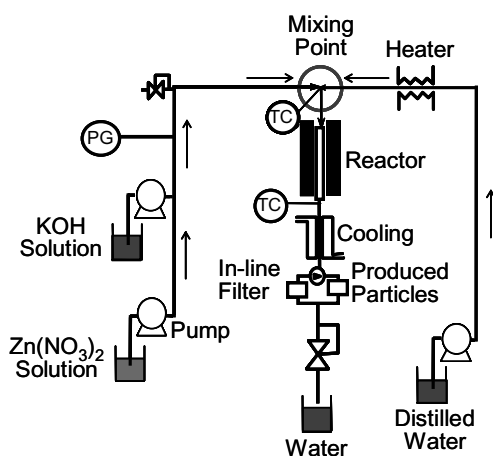 Mixing
Point
Heater
TC
PG
Reactor
KOH
Solution
TC
Cooling
In-line
Filter
Produced
Particles
Pump
Zn(NO₃)₂
Solution
Distilled
Water
Water